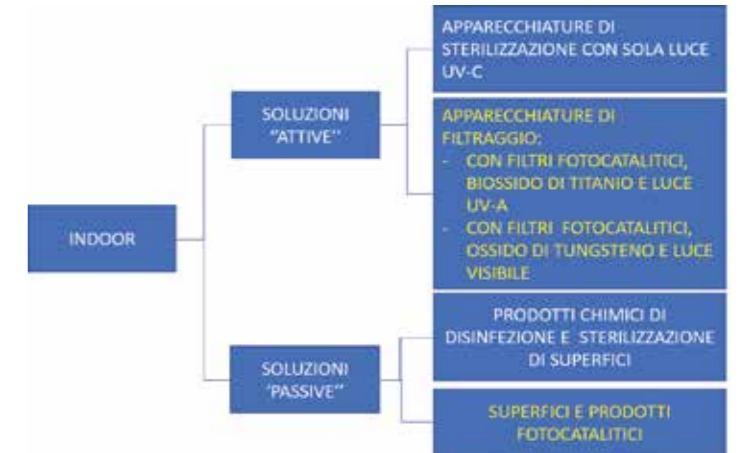 INDOOR
SOLUZIONI
“ATTIVE”
APPARECCHIATURE DI
STERILIZZAZIONE CON SOLA LUCE
UV-C
APPARECCHIATURE DI
FILTRAGGIO:
- CON FILTRI FOTOCATALITICI,
BIOSSIDO DI TITANIO E LUCE
UV-A
- CON FILTRI FOTOCATALITICI,
OSSIDO DI TUNGSTENO E LUCE
VISIBILE
SOLUZIONI
'PASSIVE”
PRODOTTI CHIMICI DI
DISINFEZIONE E STERILIZZAZIONE
DI SUPERFICI
SUPERFICI E PRODOTTI
FOTOCATALITICI